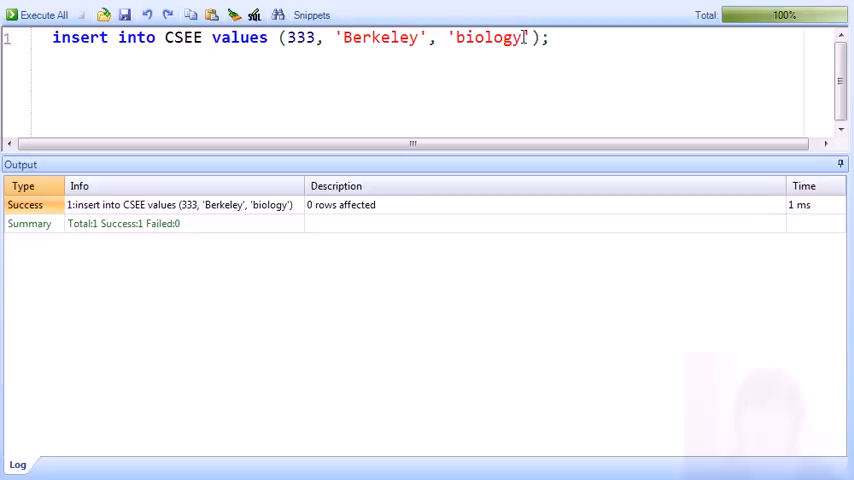 Execute All SQL Snippets Total: 100%
1 insert into CSEE values (333, 'Berkeley', 'biology');
Output
Type Info Description Time
Success 1:insert into CSEE values (333, 'Berkeley', 'biology') 0 rows affected 1 ms
Summary Total:1 Success:1 Failed:0
Log